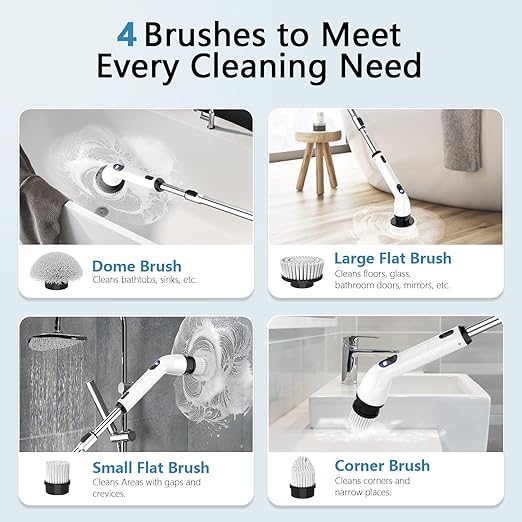 4 Brushes to Meet
Every Cleaning Need
Dome Brush
Cleans bathtubs, sinks, etc.
Large Flat Brush
Cleans floors, glass,
bathroom doors, mirrors, etc.
Small Flat Brush
Cleans Areas with gaps and
crevices.
Corner Brush
Cleans corners and
narrow places.